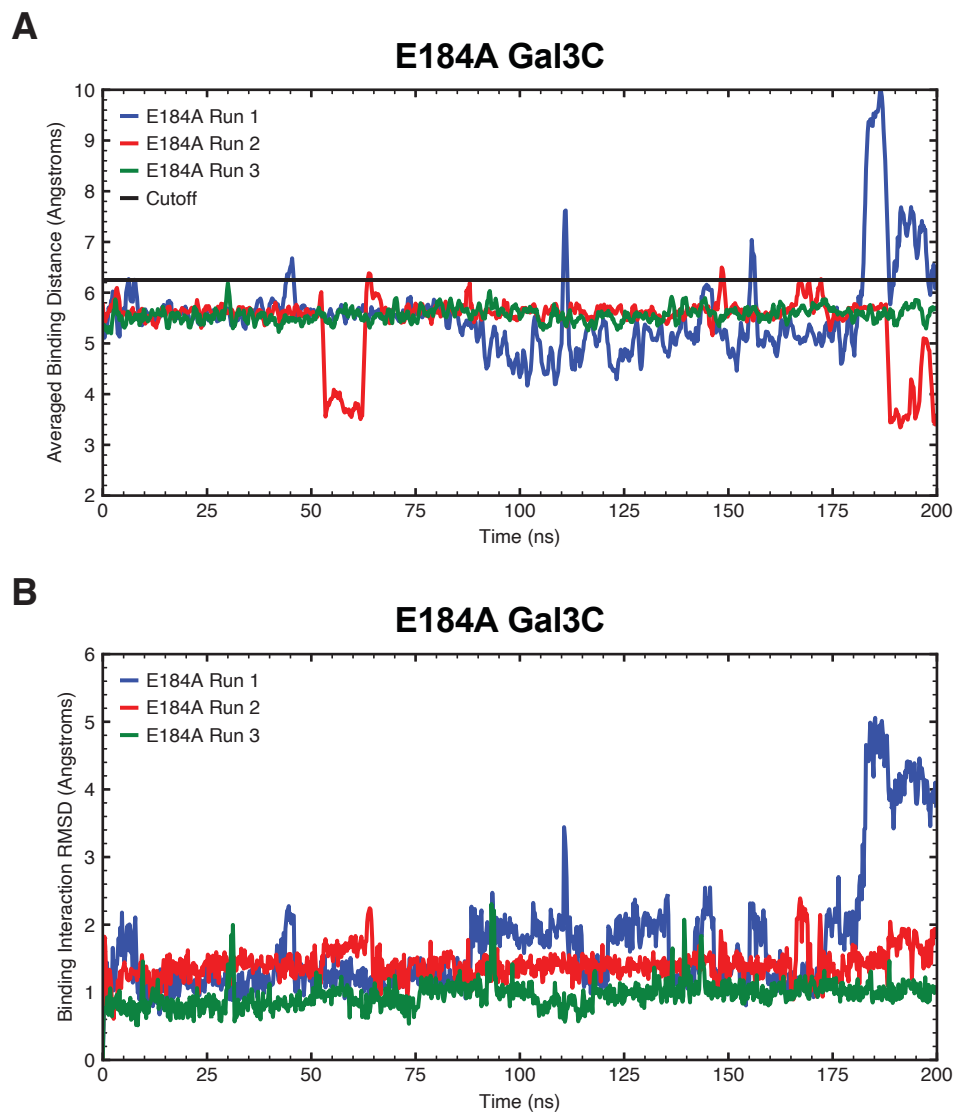 A
E184A Gal3C
Averaged Binding Distance (Angstroms)
10
9
8
7
6
5
4
3
2
E184A Run 1
E184A Run 2
E184A Run 3
Cutoff
0 25 50 75 100 125 150 175 200
Time (ns)
B
E184A Gal3C
Binding Interaction RMSD (Angstroms)
6
5
4
3
2
1
0
E184A Run 1
E184A Run 2
E184A Run 3
0 25 50 75 100 125 150 175 200
Time (ns)